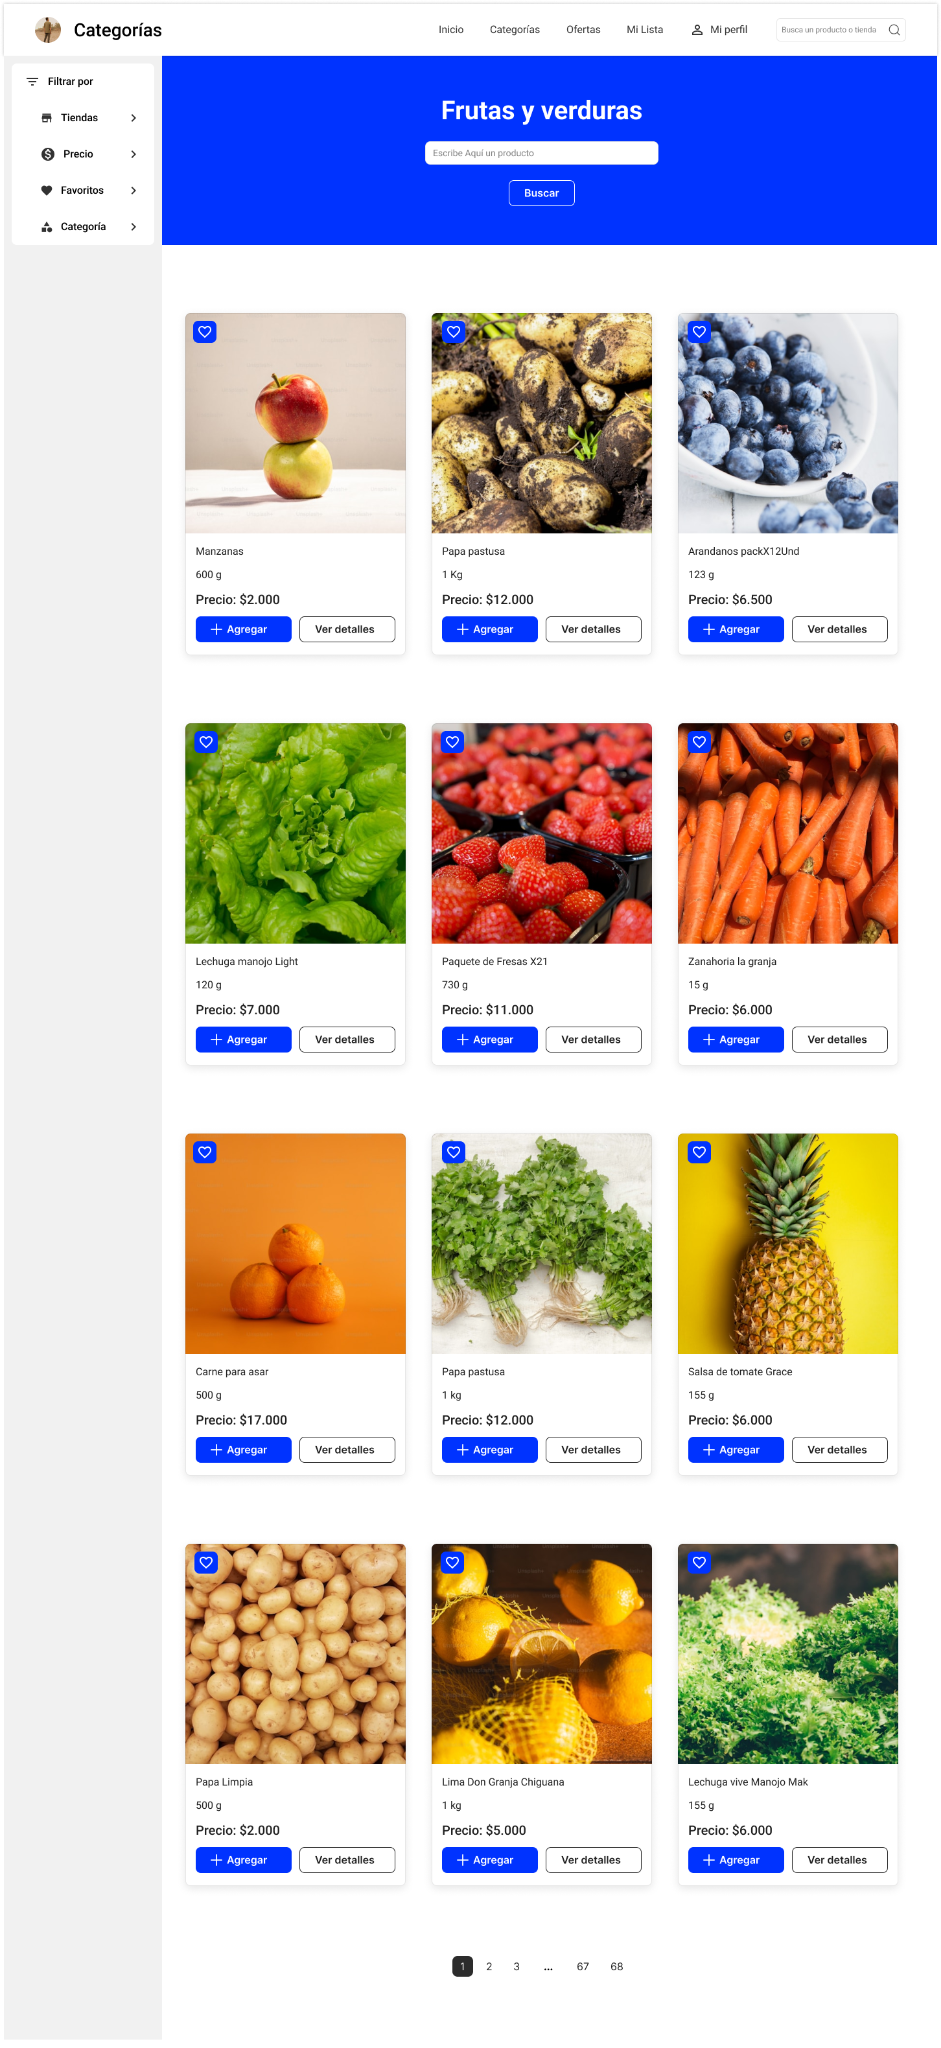 Categorías
Inicio Categorías Ofertas Mi Lista Mi perfil Busca un producto o tienda
Filtrar por
Tiendas
Precio
Favoritos
Categoría
Frutas y verduras
Escribe Aquí un producto
Buscar
Manzanas
600 g
Precio: $2.000
Agregar Ver detalles
Papa pastusa
1 Kg
Precio: $12.000
Agregar Ver detalles
Arandanos packX12Und
123 g
Precio: $6.500
Agregar Ver detalles
Lechuga manojo Light
120 g
Precio: $7.000
Agregar Ver detalles
Paquete de Fresas X21
730 g
Precio: $11.000
Agregar Ver detalles
Zanahoria la granja
15 g
Precio: $6.000
Agregar Ver detalles
Carne para asar
500 g
Precio: $17.000
Agregar Ver detalles
Papa pastusa
1 kg
Precio: $12.000
Agregar Ver detalles
Salsa de tomate Grace
155 g
Precio: $6.000
Agregar Ver detalles
Papa Limpia
500 g
Precio: $2.000
Agregar Ver detalles
Lima Don Granja Chiguana
1 kg
Precio: $5.000
Agregar Ver detalles
Lechuga vive Manojo Mak
155 g
Precio: $6.000
Agregar Ver detalles
1 2 3 ... 67 68